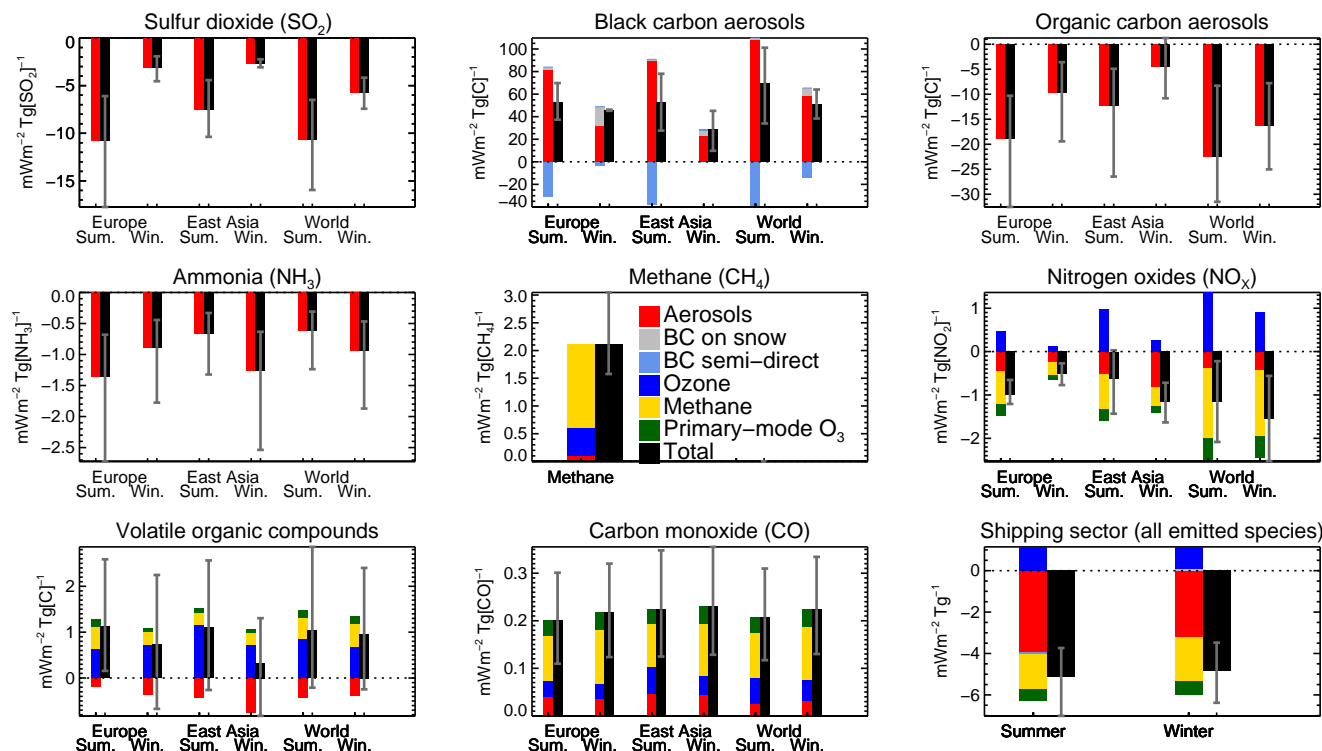 Sulfur dioxide (SO₂)
mWm⁻² Tg[SO₂]⁻¹
0
−5
−10
−15
Europe East Asia World
Sum. Win. Sum. Win. Sum. Win.
Black carbon aerosols
mWm⁻² Tg[C]⁻¹
100
80
60
40
20
0
−20
−40
Europe East Asia World
Sum. Win. Sum. Win. Sum. Win.
Organic carbon aerosols
mWm⁻² Tg[C]⁻¹
0
−5
−10
−15
−20
−25
−30
Europe East Asia World
Sum. Win. Sum. Win. Sum. Win.
Ammonia (NH₃)
mWm⁻² Tg[NH₃]⁻¹
0.0
−0.5
−1.0
−1.5
−2.0
−2.5
Europe East Asia World
Sum. Win. Sum. Win. Sum. Win.
Methane (CH₄)
mWm⁻² Tg[CH₄]⁻¹
3.0
2.5
2.0
1.5
1.0
0.5
0.0
Methane
Aerosols
BC on snow
BC semi−direct
Ozone
Methane
Primary−mode O₃
Total
Nitrogen oxides (NOₓ)
mWm⁻² Tg[NO₂]⁻¹
1
0
−1
−2
Europe East Asia World
Sum. Win. Sum. Win. Sum. Win.
Volatile organic compounds
mWm⁻² Tg[C]⁻¹
2
1
0
Europe East Asia World
Sum. Win. Sum. Win. Sum. Win.
Carbon monoxide (CO)
mWm⁻² Tg[CO]⁻¹
0.3
0.2
0.1
0.0
Europe East Asia World
Sum. Win. Sum. Win. Sum. Win.
Shipping sector (all emitted species)
mWm⁻² Tg⁻¹
0
−2
−4
−6
Summer Winter